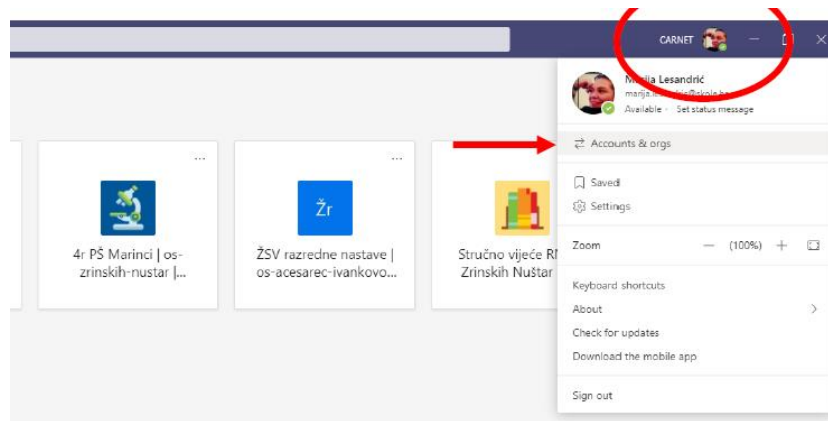 CARNET
Marija Lesandrić
Available
Set status message
Accounts & orgs
Saved
Settings
Zoom
(100%)
Keyboard shortcuts
About
Check for updates
Download the mobile app
Sign out
...
4r PŠ Marinci | os-
zrinskih-nustar |...
...
Žr
ŽSV razredne nastave |
os-acesarec-ivankovo...
Stručno vijeće
Zrinskih Nuštar